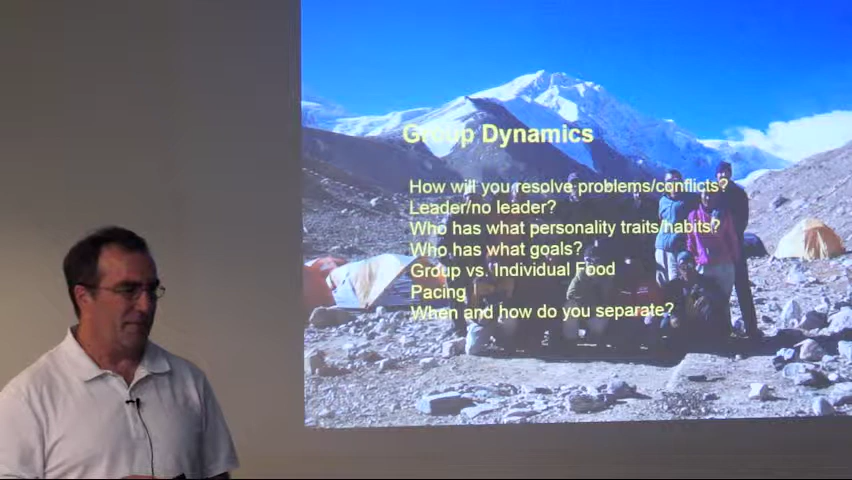 Group Dynamics
How will you resolve problems/conflicts?
Leader/no leader?
Who has what personality traits/habits?
Who has what goals?
Group vs. Individual Food
Pacing
When and how do you separate?